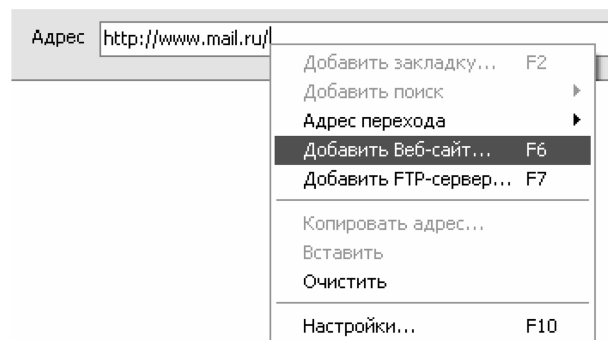 Адрес http://www.mail.ru/
Добавить закладку... F2
Добавить поиск
Адрес перехода
Добавить Веб-сайт... F6
Добавить FTP-сервер... F7
Копировать адрес...
Вставить
Очистить
Настройки... F10